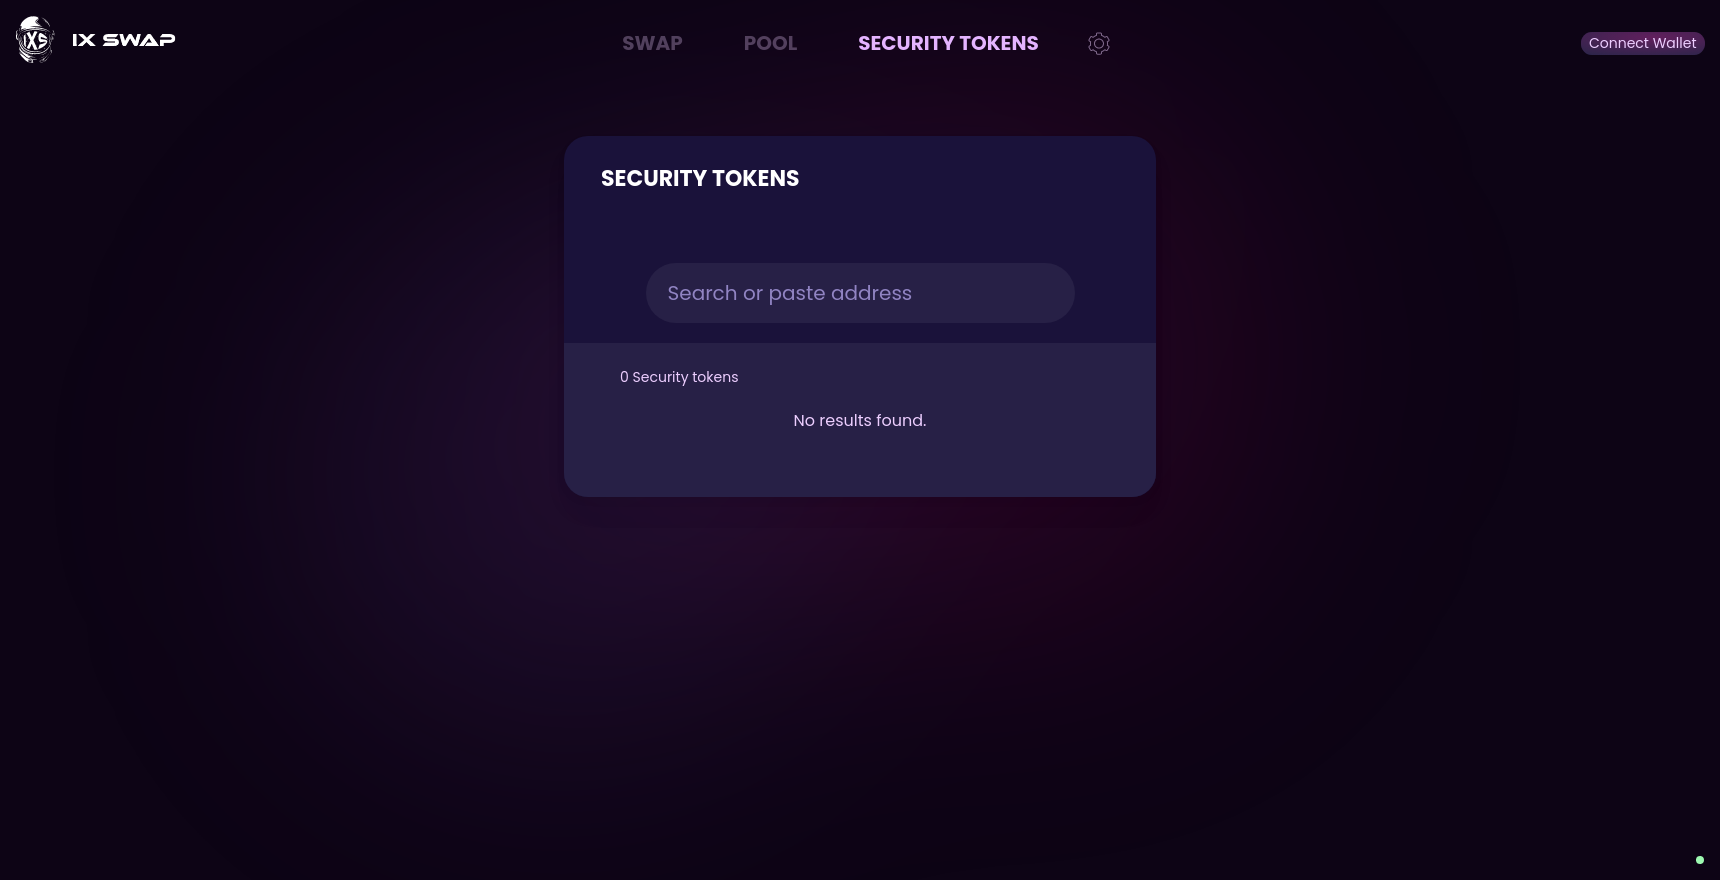 IXS
IX SWAP
SWAP
POOL
SECURITY TOKENS
Connect Wallet
SECURITY TOKENS
Search or paste address
0 Security tokens
No results found.